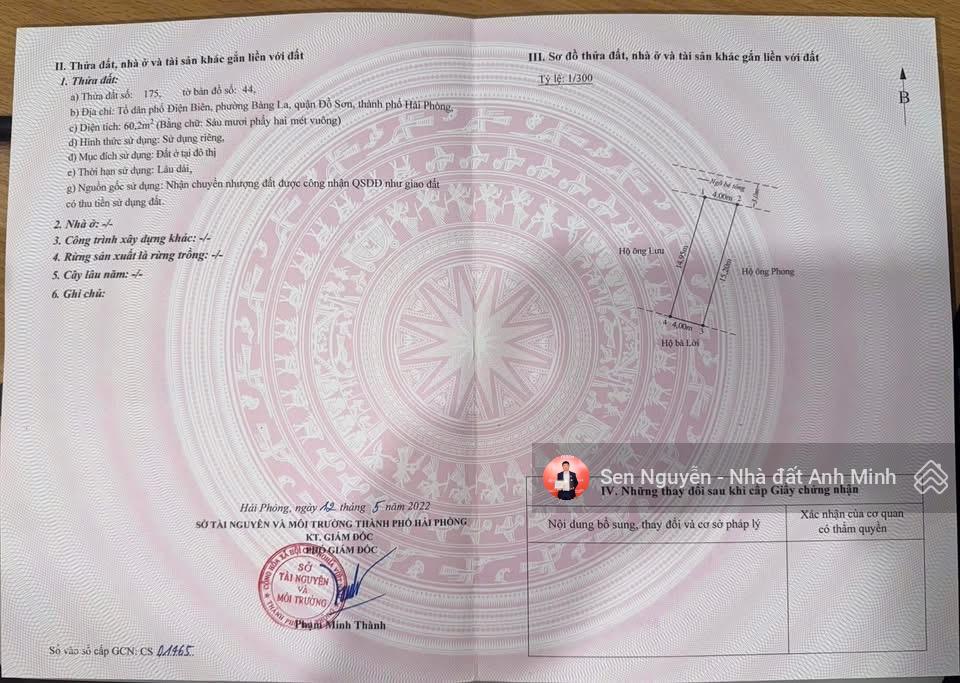 II. Thửa đất, nhà ở và tài sản khác gắn liền với đất
1. Thửa đất:
a) Thửa đất số: 175, tờ bản đồ số: 44,
b) Địa chỉ: Tổ dân phố Điện Biên, phường Bàng La, quận Đồ Sơn, thành phố Hải Phòng,
c) Diện tích: 60,2m² (Bằng chữ: Sáu mươi phẩy hai mét vuông)
d) Hình thức sử dụng: Sử dụng riêng,
đ) Mục đích sử dụng: Đất ở tại đô thị
e) Thời hạn sử dụng: Lâu dài,
g) Nguồn gốc sử dụng: Nhận chuyển nhượng đất được công nhận QSDĐ như giao đất
có thu tiền sử dụng đất.
2. Nhà ở: -/-
3. Công trình xây dựng khác: -/-
4. Rừng sản xuất là rừng trồng: -/-
5. Cây lâu năm: -/-
6. Ghi chú:
Hải Phòng, ngày 12 tháng 5 năm 2022
SỞ TÀI NGUYÊN VÀ MÔI TRƯỜNG THÀNH PHỐ HẢI PHÒNG
KT. GIÁM ĐỐC
PHÓ GIÁM ĐỐC
SỞ
TÀI NGUYÊN
VÀ
MÔI TRƯỜNG
Phạm Minh Thành
Số vào sổ cấp GCN: CS 01465
III. Sơ đồ thửa đất, nhà ở và tài sản khác gắn liền với đất
Tỷ lệ: 1/300
B
Ngõ bê tông
1 4.00m 2
Hộ ông Lưu
14.95m
15.20m
Hộ ông Phong
4 4,00m 3
Hộ bà Lời
Sen Nguyễn - Nhà đất Anh Minh
IV. Những thay đổi sau khi cấp Giấy chứng nhận
Nội dung bổ sung, thay đổi và cơ sở pháp lý
Xác nhận của cơ quan
có thẩm quyền